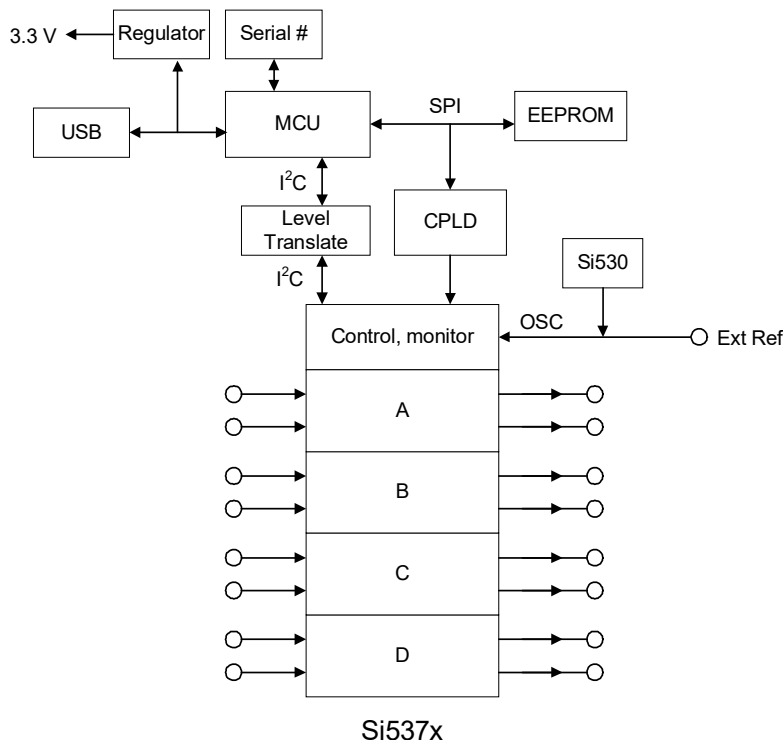 3.3 V
Regulator
Serial #
USB
MCU
SPI
EEPROM
I²C
Level
Translate
CPLD
I²C
Si530
Control, monitor
OSC
Ext Ref
A
B
C
D
Si537x